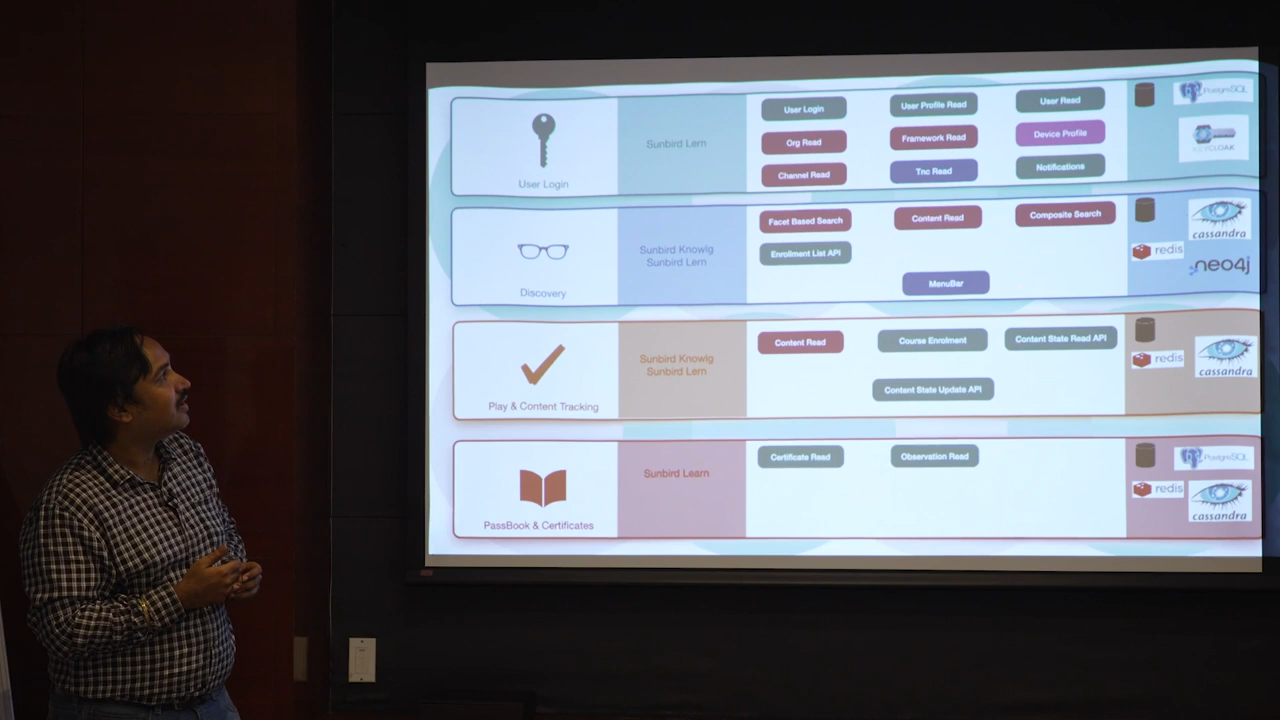 User Login
Sunbird Lern
User Login
User Profile Read
User Read
Org Read
Framework Read
Device Profile
Channel Read
Tnc Read
Notifications
PostgreSQL
KEYCLOAK
Discovery
Sunbird Knowlg
Sunbird Lern
Facet Based Search
Content Read
Composite Search
Enrollment List API
MenuBar
redis
cassandra
neo4j
Play & Content Tracking
Sunbird Knowlg
Sunbird Lern
Content Read
Course Enrolment
Content State Read API
Content State Update API
redis
cassandra
PassBook & Certificates
Sunbird Learn
Certificate Read
Observation Read
PostgreSQL
redis
cassandra